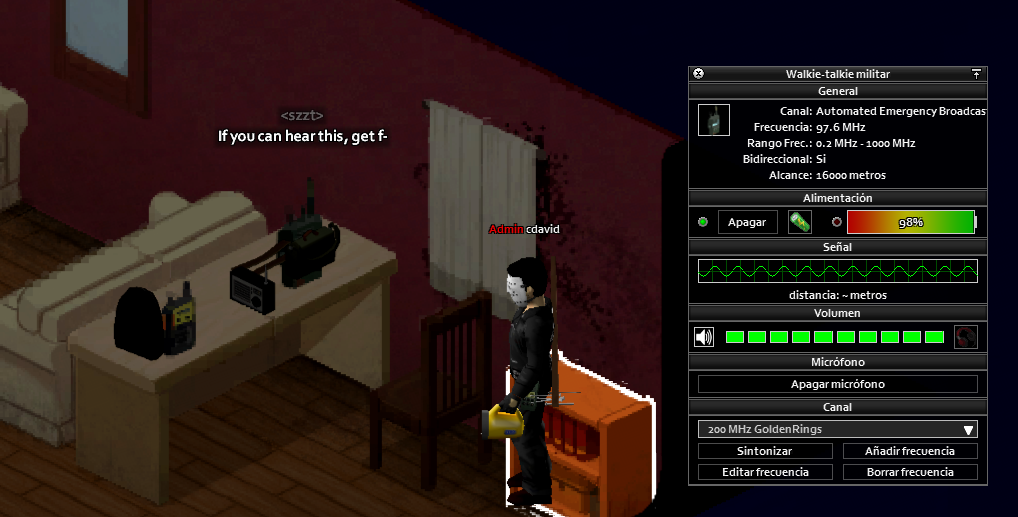 <szzt>
If you can hear this, get f-
Admin cdavid
Walkie-talkie militar
General
Canal: Automated Emergency Broadcas
Frecuencia: 97.6 MHz
Rango Frec.: 0.2 MHz - 1000 MHz
Bidireccional: Si
Alcance: 16000 metros
Alimentación
Apagar 98%
Señal
distancia: ~ metros
Volumen
Micrófono
Apagar micrófono
Canal
200 MHz GoldenRings
Sintonizar Añadir frecuencia
Editar frecuencia Borrar frecuencia